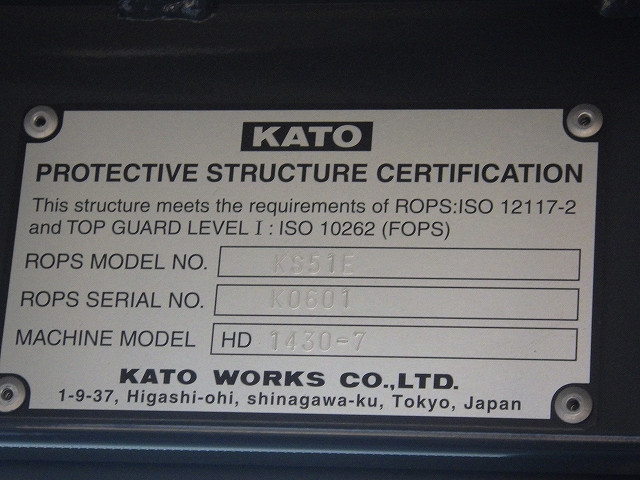 KATO
PROTECTIVE STRUCTURE CERTIFICATION
This structure meets the requirements of ROPS:ISO 12117-2
and TOP GUARD LEVEL I : ISO 10262 (FOPS)
ROPS MODEL NO. KS51E
ROPS SERIAL NO. K0601
MACHINE MODEL HD 1430-7
KATO WORKS CO.,LTD.
1-9-37, Higashi-ohi, shinagawa-ku, Tokyo, Japan